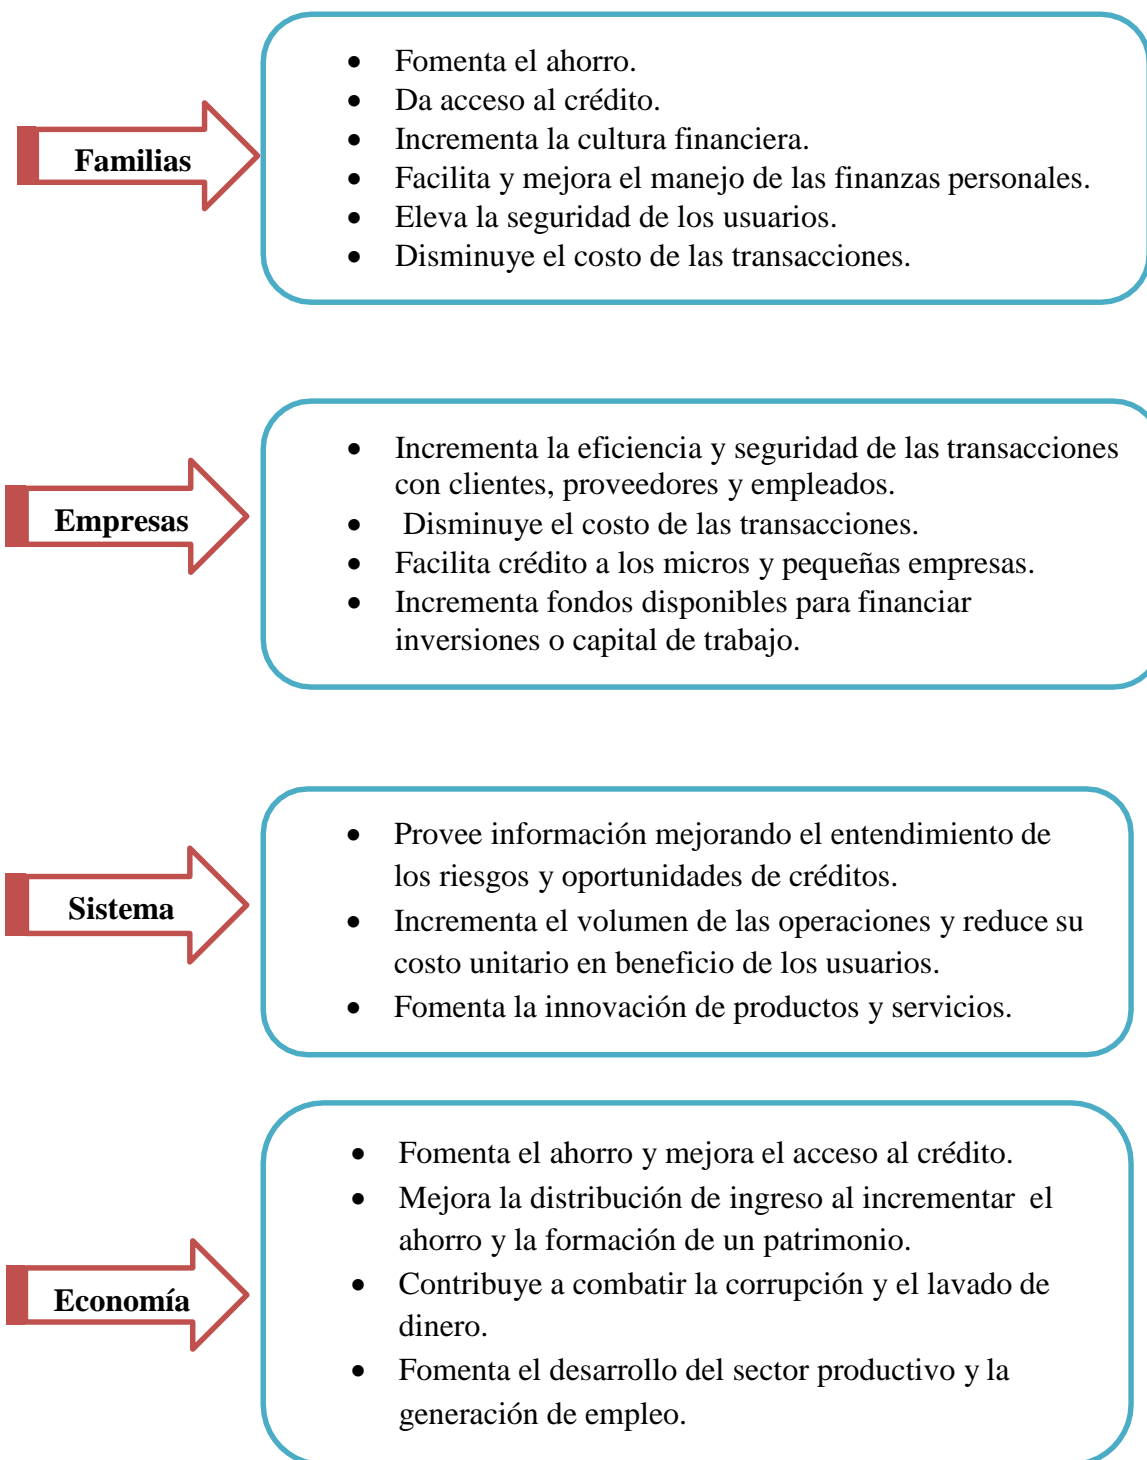 Familias
• Fomenta el ahorro.
• Da acceso al crédito.
• Incrementa la cultura financiera.
• Facilita y mejora el manejo de las finanzas personales.
• Eleva la seguridad de los usuarios.
• Disminuye el costo de las transacciones.
Empresas
• Incrementa la eficiencia y seguridad de las transacciones
con clientes, proveedores y empleados.
• Disminuye el costo de las transacciones.
• Facilita crédito a los micros y pequeñas empresas.
• Incrementa fondos disponibles para financiar
inversiones o capital de trabajo.
Sistema
• Provee información mejorando el entendimiento de
los riesgos y oportunidades de créditos.
• Incrementa el volumen de las operaciones y reduce su
costo unitario en beneficio de los usuarios.
• Fomenta la innovación de productos y servicios.
Economía
• Fomenta el ahorro y mejora el acceso al crédito.
• Mejora la distribución de ingreso al incrementar el
ahorro y la formación de un patrimonio.
• Contribuye a combatir la corrupción y el lavado de
dinero.
• Fomenta el desarrollo del sector productivo y la
generación de empleo.